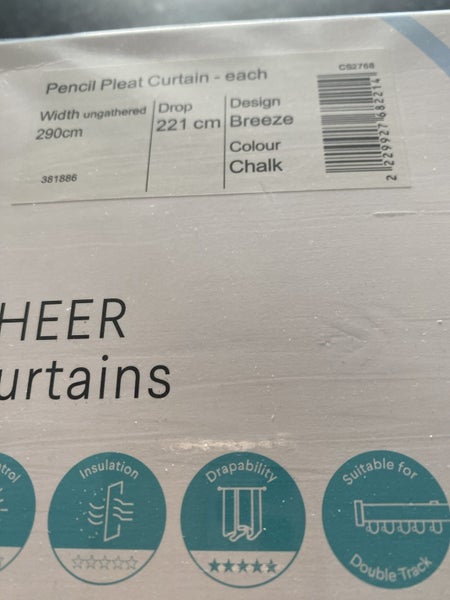 Pencil Pleat Curtain - each
CS2768
Width ungathered
290cm
Drop
221 cm
Design
Breeze
Colour
Chalk
381886
2 229927 682214
HEER
urtains
trol
Insulation
Drapability
Suitable for
Double Track